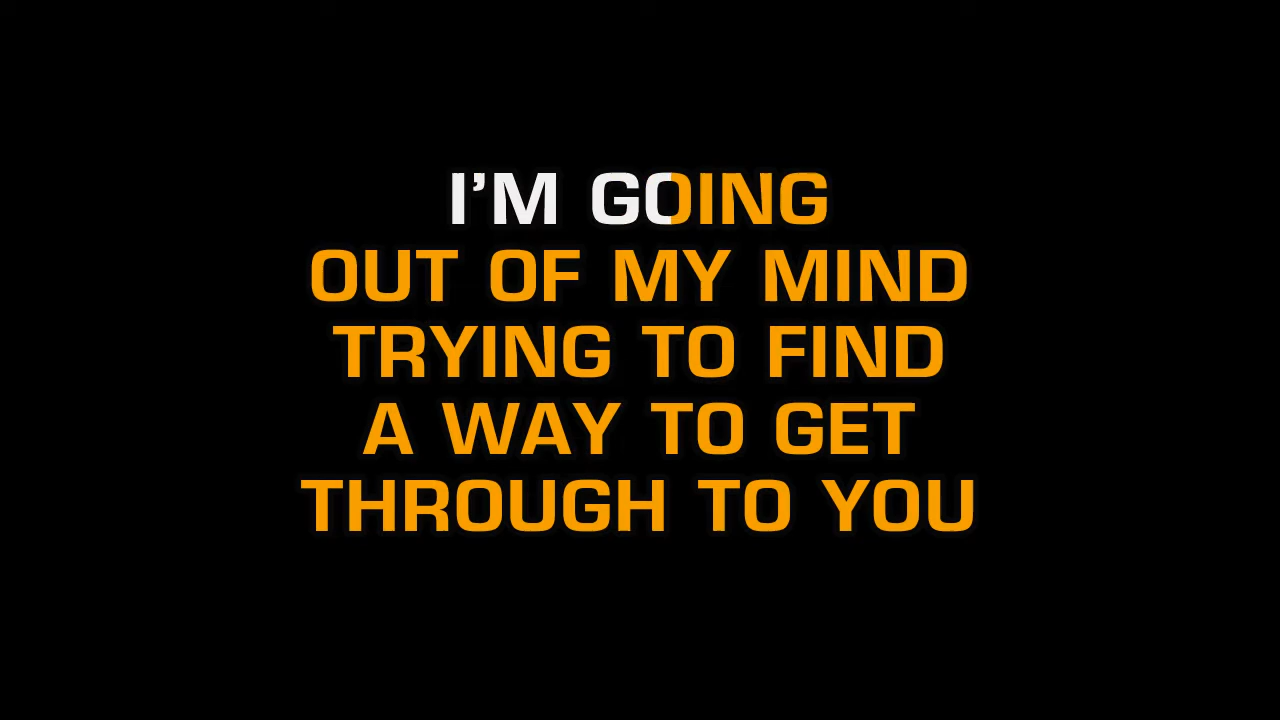 I’M GOING
OUT OF MY MIND
TRYING TO FIND
A WAY TO GET
THROUGH TO YOU